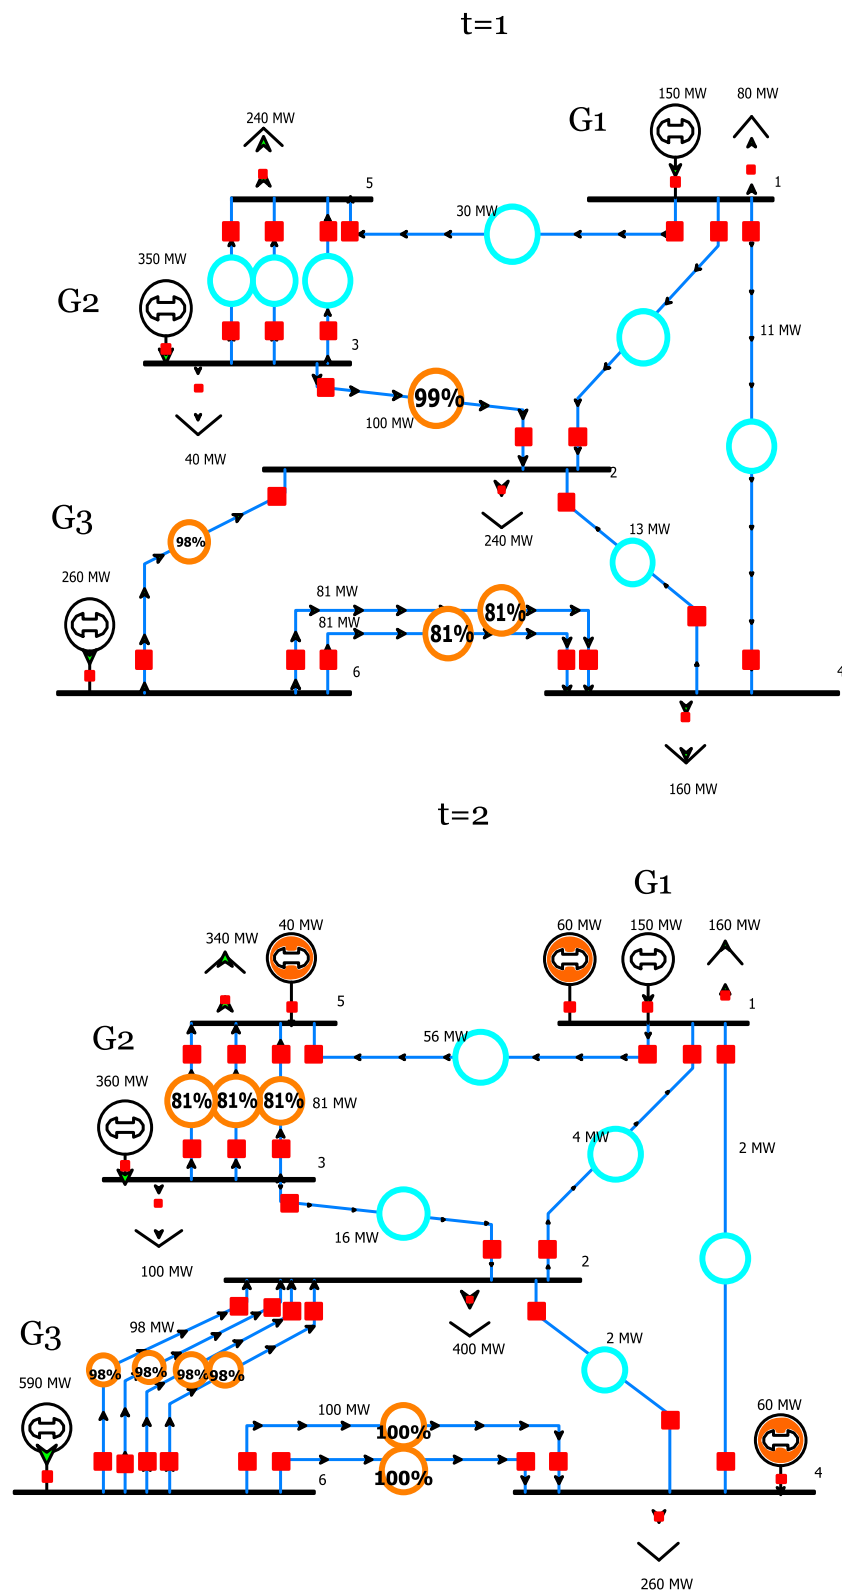 t=1
240 MW
150 MW
80 MW
G1
5
1
30 MW
350 MW
G2
11 MW
3
99%
100 MW
40 MW
2
G3
240 MW
13 MW
98%
260 MW
81 MW
81%
81 MW
81%
6
4
160 MW
t=2
G1
40 MW
60 MW
150 MW
160 MW
340 MW
5
1
G2
56 MW
360 MW
81%
81%
81%
81 MW
4 MW
2 MW
3
16 MW
100 MW
2
98 MW
G3
400 MW
2 MW
98%
98%
98%
98%
590 MW
100 MW
60 MW
100%
100%
6
4
260 MW